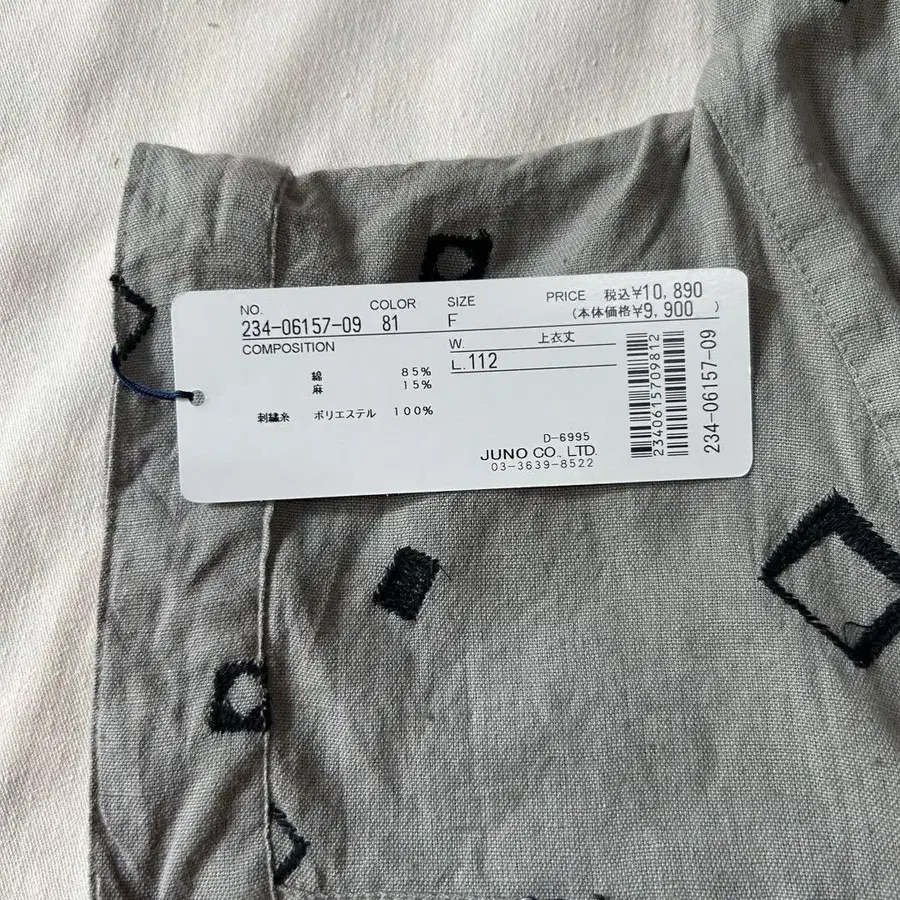 NO. COLOR SIZE PRICE 税込¥10,890
234-06157-09 81 F (本体価格¥9,900 )
COMPOSITION W. 上衣丈
L.112
綿 85%
麻 15%
刺繍糸 ポリエステル 100%
D-6995
JUNO CO., LTD.
03-3639-8522
2340615709812
234-06157-09